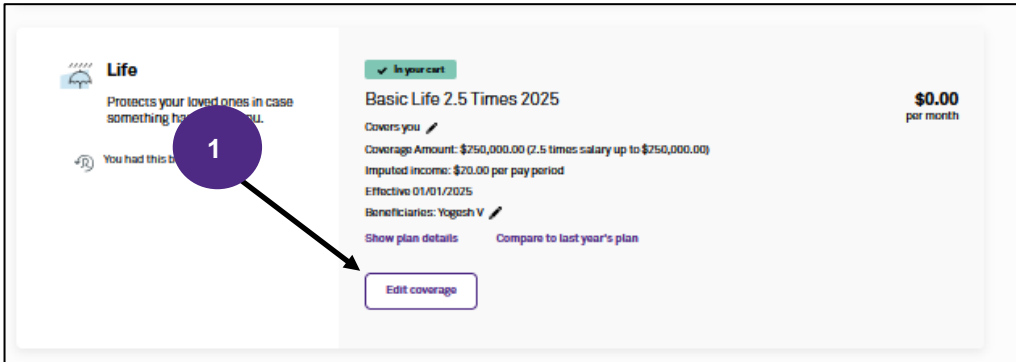 Life
Protects your loved ones in case
something ha u.
You had this b
1
In your cart
Basic Life 2.5 Times 2025
Covers you
Coverage Amount: $250,000.00 (2.5 times salary up to $250,000.00)
Imputed income: $20.00 per pay period
Effective 01/01/2025
Beneficiaries: Yogesh V
Show plan details Compare to last year's plan
Edit coverage
$0.00
per month